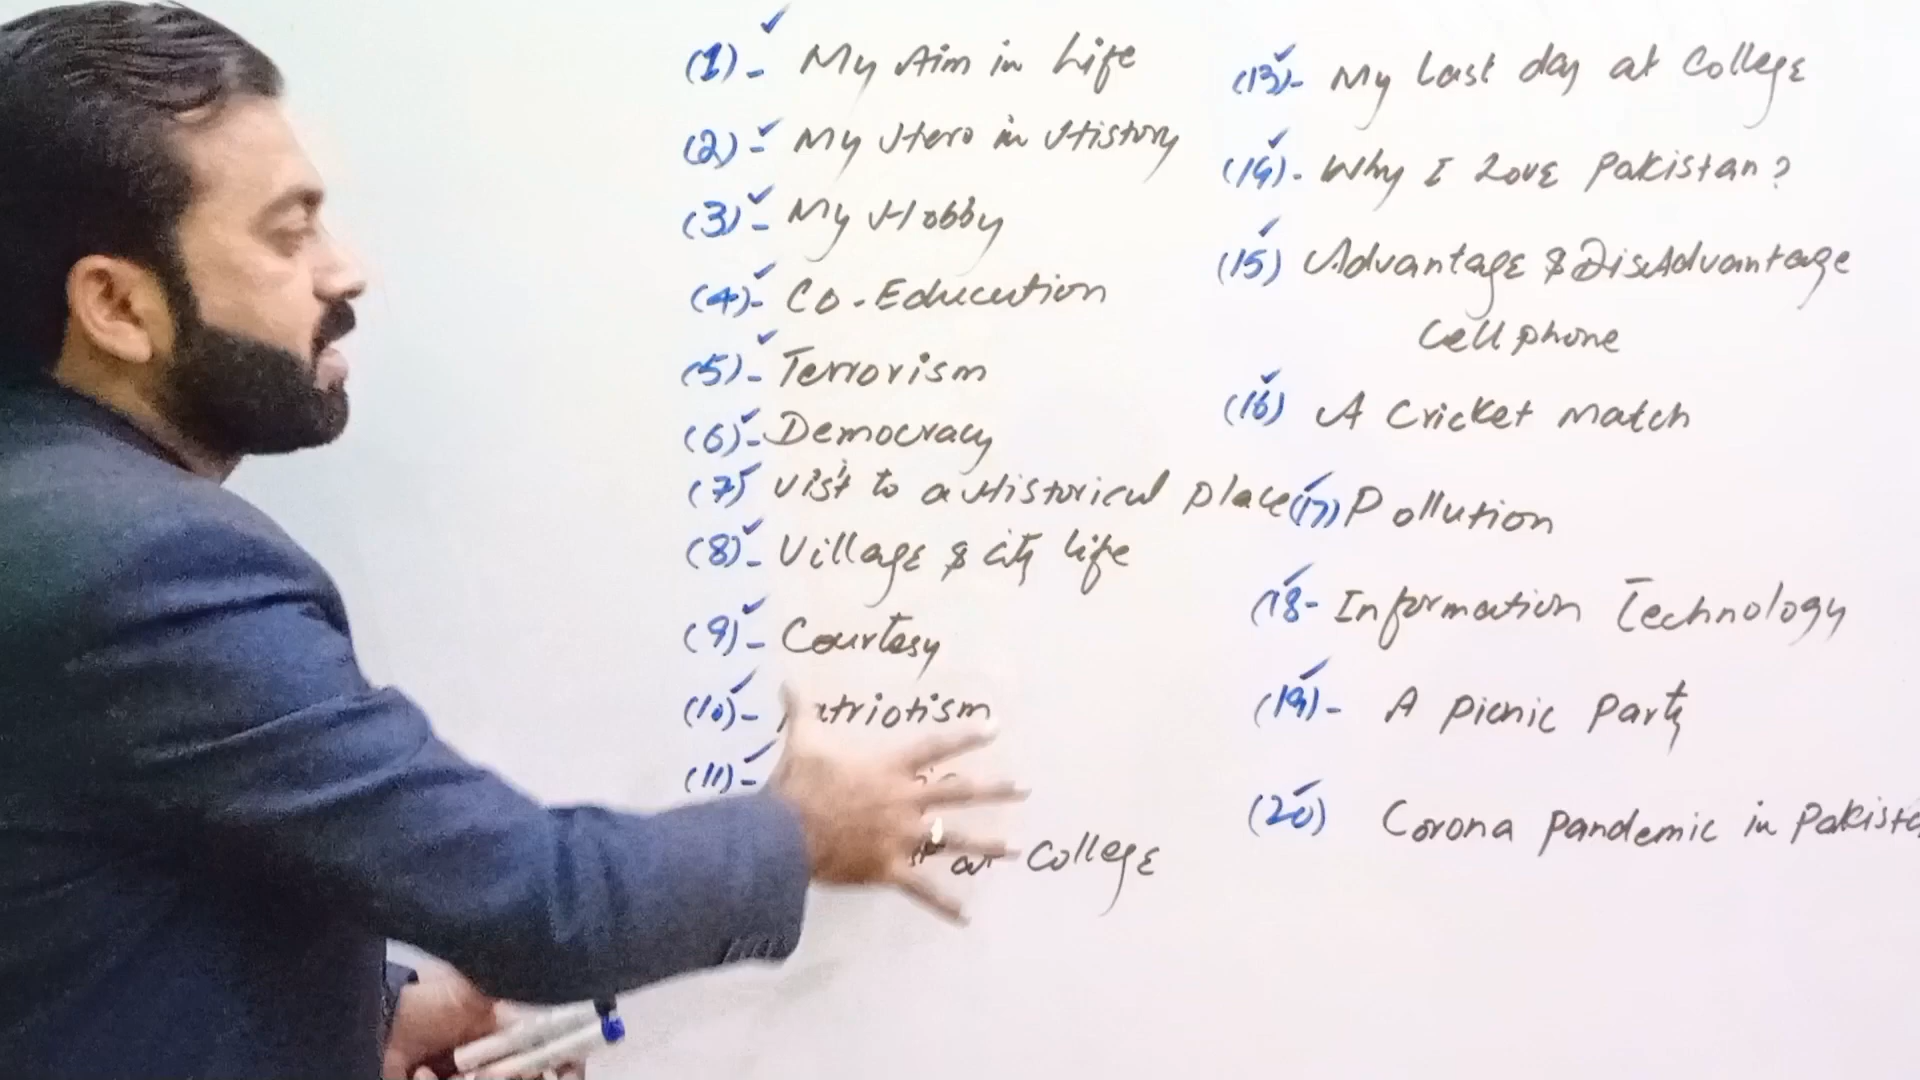 (1)- My Aim in Life
(2)- My Hero in History
(3)- My Hobby
(4)- Co-Education
(5)- Terrorism
(6)- Democracy
(7) Visit to a Historical place
(8)- Village & city life
(9)- Courtesy
(10)- Patriotism
(11)-
at College
(13)- My Last day at College
(14)- Why I Love Pakistan?
(15) Advantage & DisAdvantage
Cell phone
(16) A Cricket Match
(17) Pollution
(18- Information Technology
(19)- A Picnic Party
(20) Corona Pandemic in